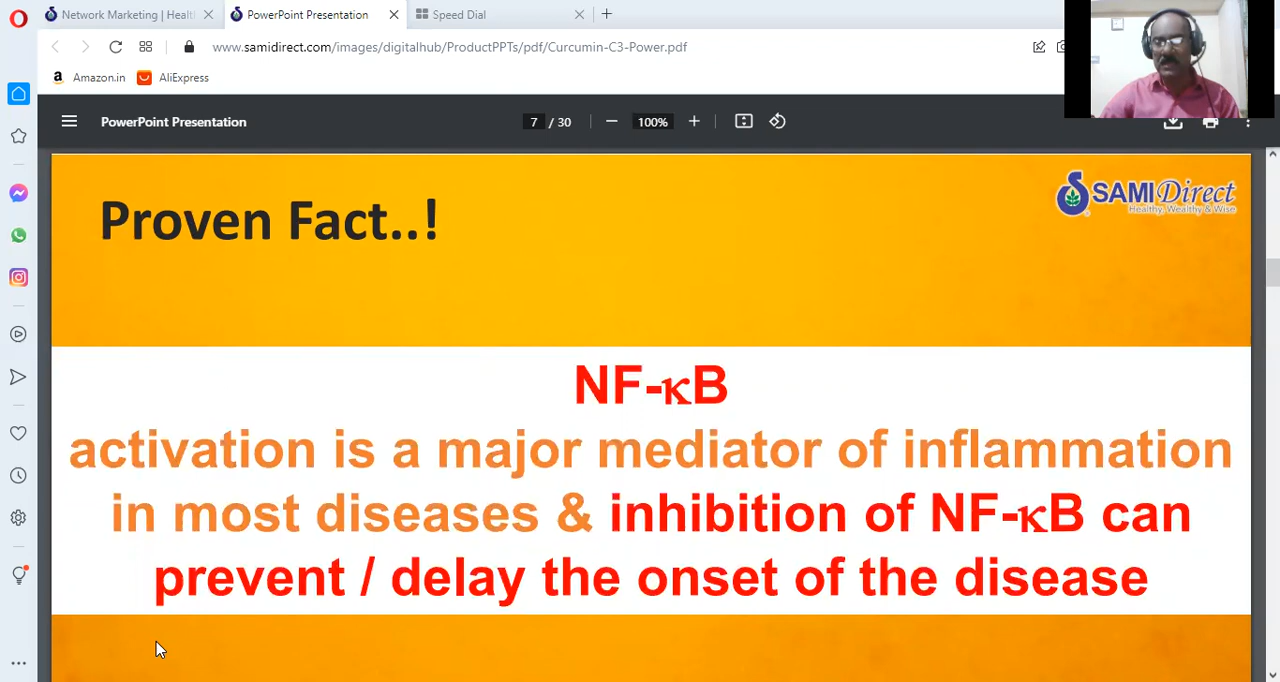 Network Marketing | Healt
PowerPoint Presentation
Speed Dial
www.samidirect.com/images/digitalhub/ProductPPTs/pdf/Curcumin-C3-Power.pdf
Amazon.in
AliExpress
PowerPoint Presentation
7 / 30
100%
SAMI Direct
Healthy, Wealthy & Wise
Proven Fact..!
NF-κB
activation is a major mediator of inflammation
in most diseases & inhibition of NF-κB can
prevent / delay the onset of the disease